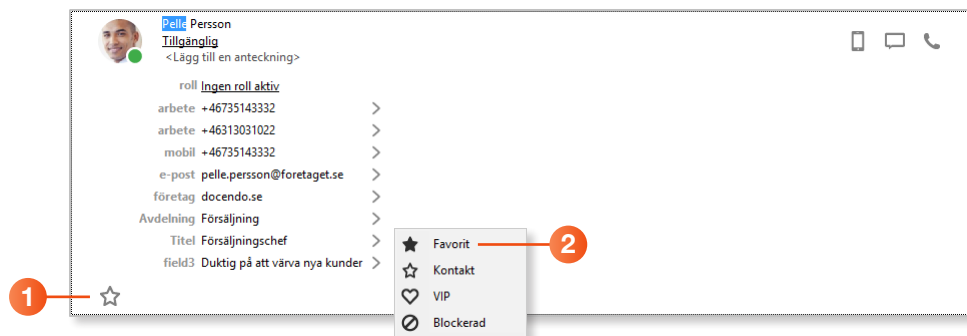 Pelle Persson
Tillgänglig
<Lägg till en anteckning>
roll Ingen roll aktiv
arbete +46735143332
arbete +46313031022
mobil +46735143332
e-post pelle.persson@foretaget.se
företag docendo.se
Avdelning Försäljning
Titel Försäljningschef
field3 Duktig på att värva nya kunder
Favorit 2
Kontakt
1
VIP
Blockerad